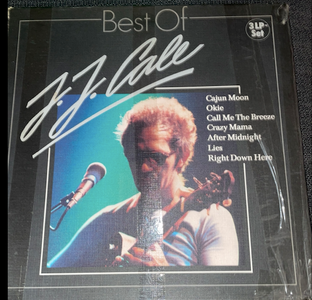 Best Of
3 LP-
Set
J. J. Cale
Cajun Moon
Okie
Call Me The Breeze
Crazy Mama
After Midnight
Lies
Right Down Here